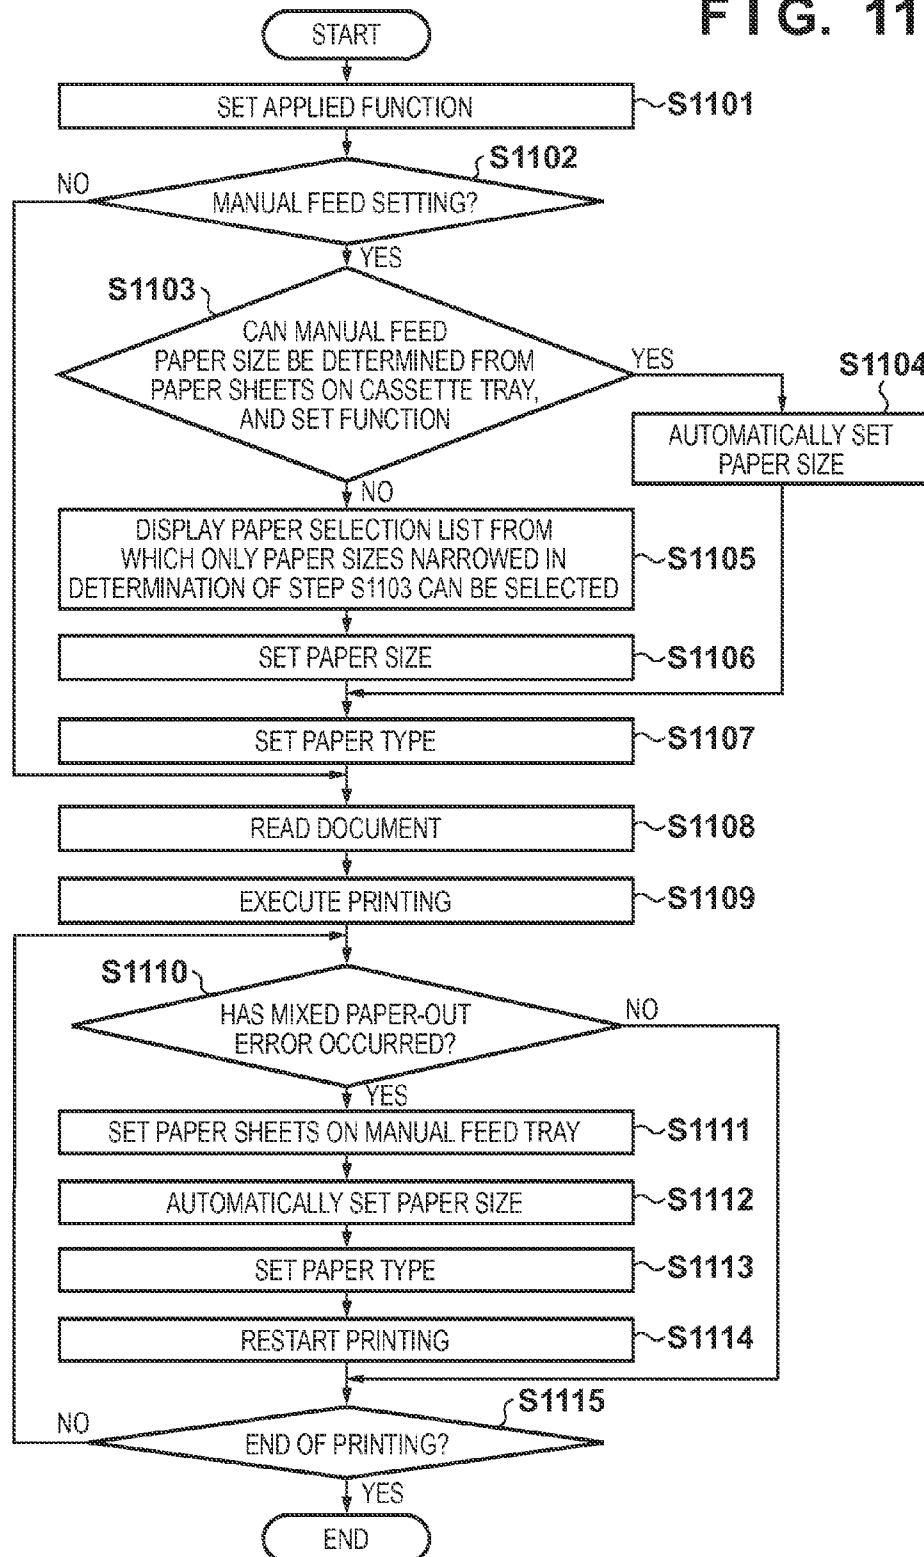 FIG. 11
START
SET APPLIED FUNCTION
S1101
S1102
NO
MANUAL FEED SETTING?
YES
S1103
CAN MANUAL FEED
PAPER SIZE BE DETERMINED FROM
PAPER SHEETS ON CASSETTE TRAY,
AND SET FUNCTION
YES
S1104
AUTOMATICALLY SET
PAPER SIZE
NO
DISPLAY PAPER SELECTION LIST FROM
WHICH ONLY PAPER SIZES NARROWED IN
DETERMINATION OF STEP S1103 CAN BE SELECTED
S1105
SET PAPER SIZE
S1106
SET PAPER TYPE
S1107
READ DOCUMENT
S1108
EXECUTE PRINTING
S1109
S1110
HAS MIXED PAPER-OUT
ERROR OCCURRED?
NO
YES
SET PAPER SHEETS ON MANUAL FEED TRAY
S1111
AUTOMATICALLY SET PAPER SIZE
S1112
SET PAPER TYPE
S1113
RESTART PRINTING
S1114
S1115
NO
END OF PRINTING?
YES
END